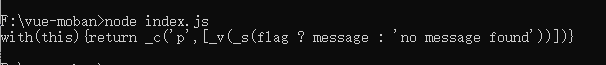 F:\vue-moban>node index.js
with(this){return _c('p',[_v(_s(flag ? message : 'no message found'))])}